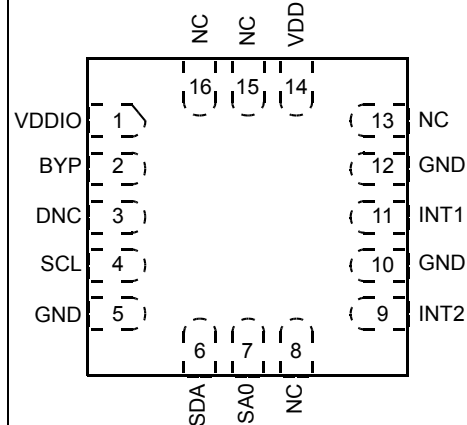 NC NC VDD
16 15 14
VDDIO 1 13 NC
BYP 2 12 GND
DNC 3 11 INT1
SCL 4 10 GND
GND 5 9 INT2
6 7 8
SDA SA0 NC